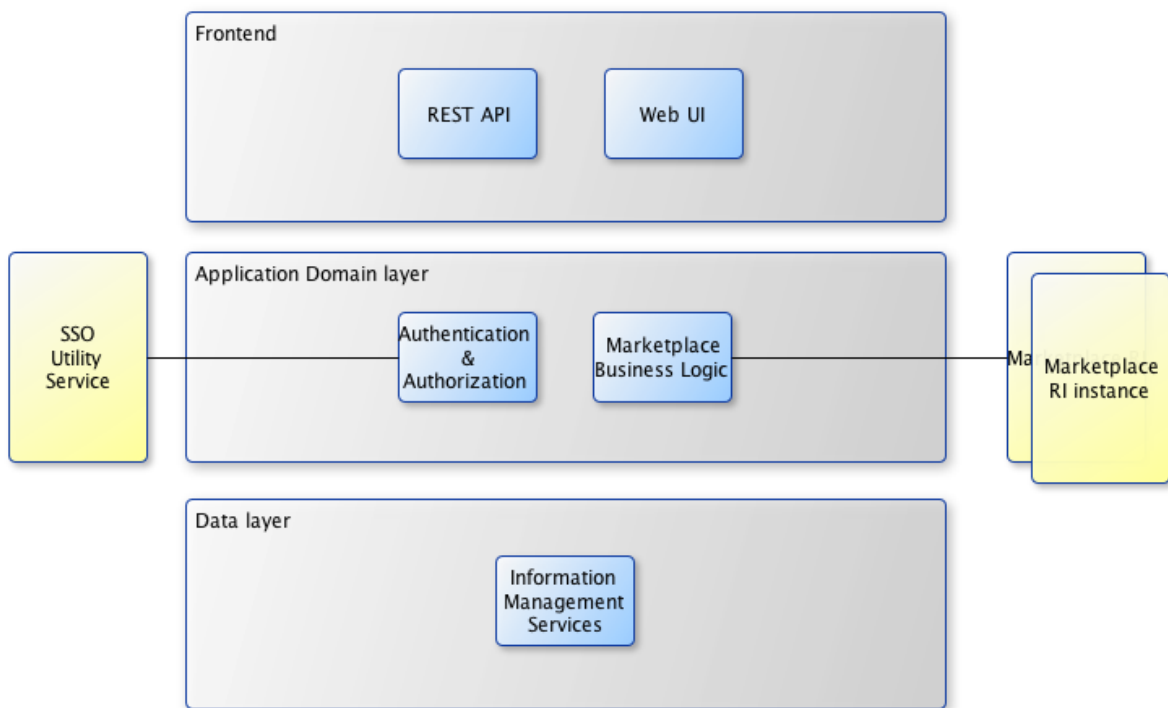 Frontend
REST API
Web UI
Application Domain layer
SSO
Utility
Service
Authentication
&
Authorization
Marketplace
Business Logic
Marketplace
RI instance
Data layer
Information
Management
Services